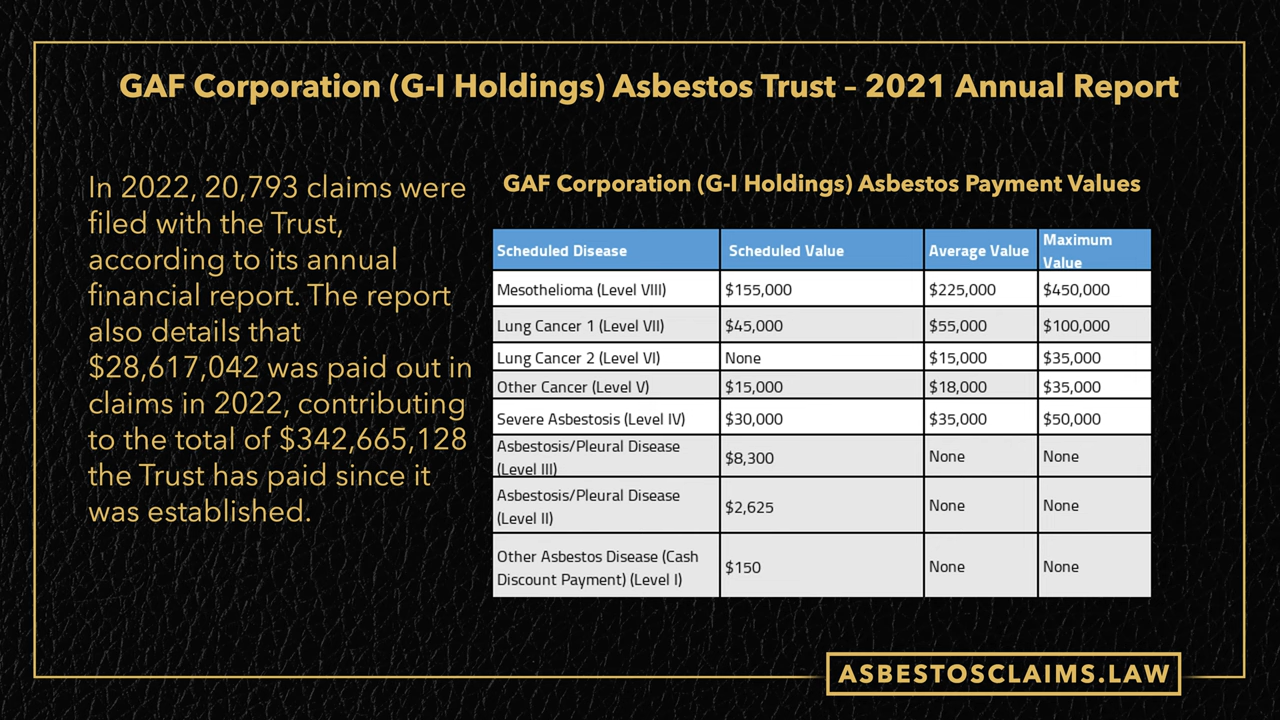 GAF Corporation (G-I Holdings) Asbestos Trust – 2021 Annual Report
In 2022, 20,793 claims were
filed with the Trust,
according to its annual
financial report. The report
also details that
$28,617,042 was paid out in
claims in 2022, contributing
to the total of $342,665,128
the Trust has paid since it
was established.
GAF Corporation (G-I Holdings) Asbestos Payment Values
Scheduled Disease Scheduled Value Average Value Maximum
Value
Mesothelioma (Level VIII) $155,000 $225,000 $450,000
Lung Cancer 1 (Level VII) $45,000 $55,000 $100,000
Lung Cancer 2 (Level VI) None $15,000 $35,000
Other Cancer (Level V) $15,000 $18,000 $35,000
Severe Asbestosis (Level IV) $30,000 $35,000 $50,000
Asbestosis/Pleural Disease
(Level III) $8,300 None None
Asbestosis/Pleural Disease
(Level II) $2,625 None None
Other Asbestos Disease (Cash
Discount Payment) (Level I) $150 None None
ASBESTOSCLAIMS.LAW